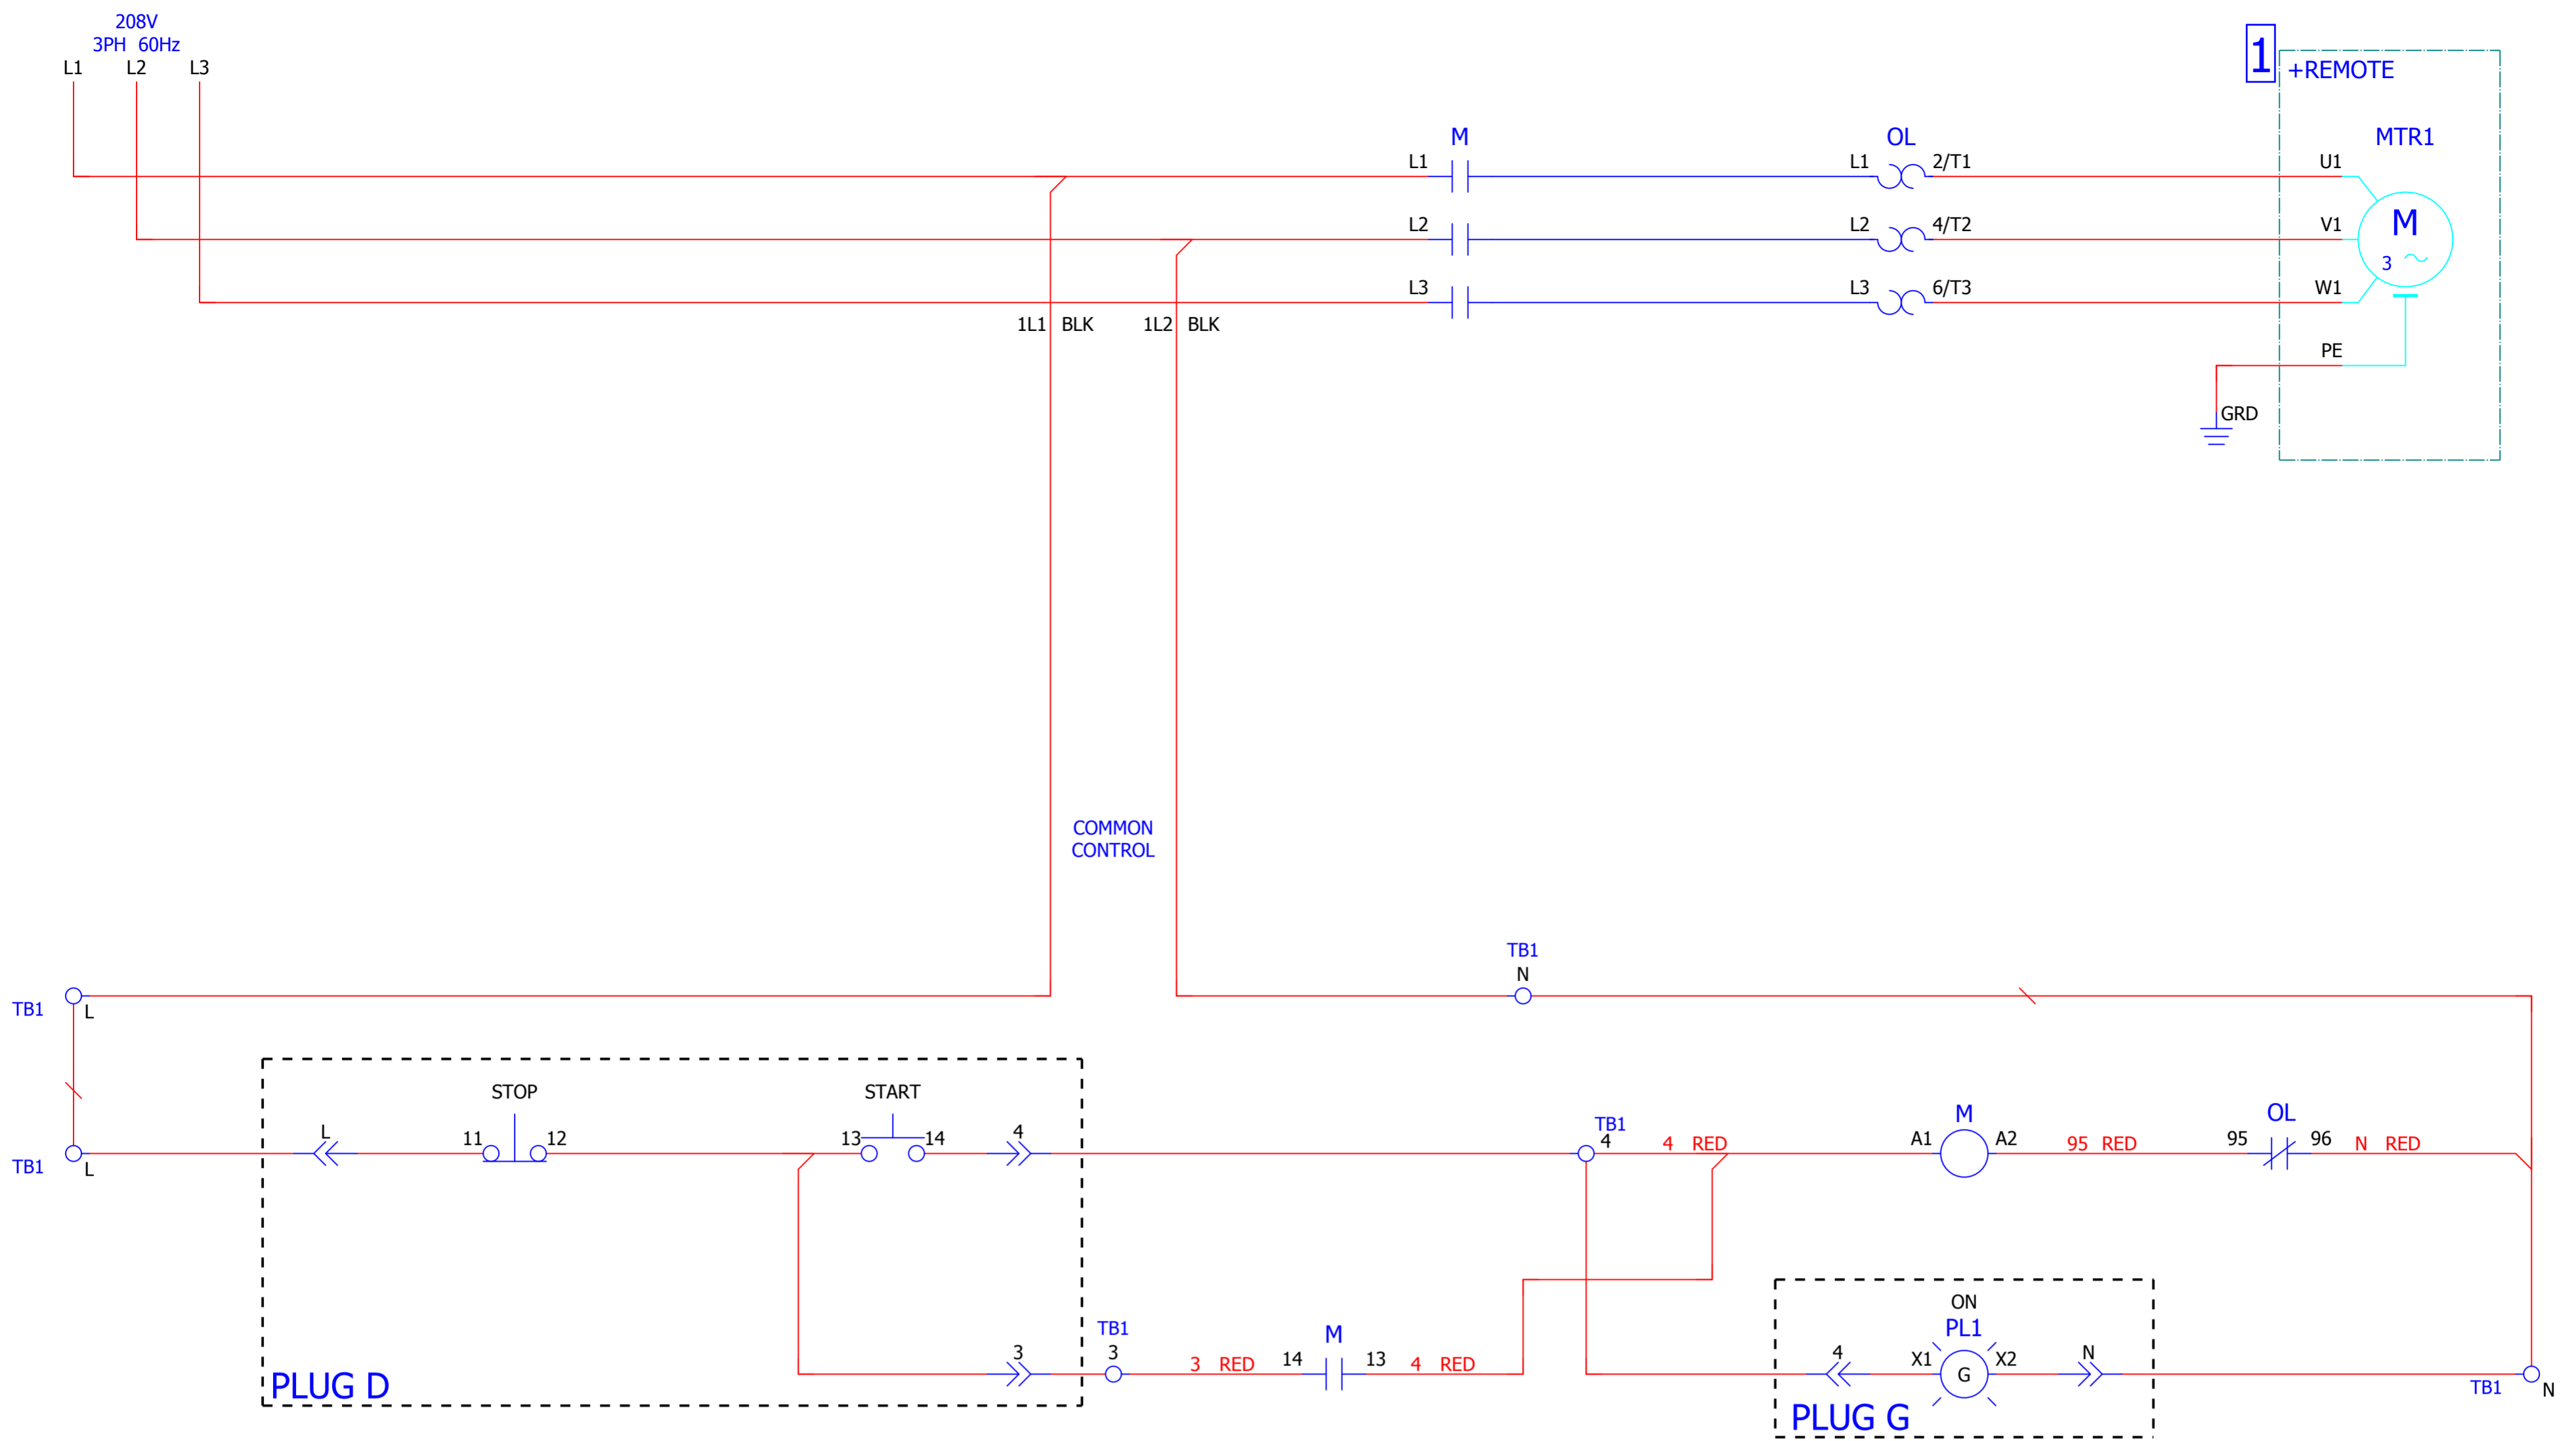 208V
3PH 60Hz
L1 L2 L3
1
+REMOTE
M
OL
MTR1
L1 L1 2/T1 U1
L2 L2 4/T2 V1
M
3
L3 L3 6/T3 W1
1L1 BLK 1L2 BLK
PE
GRD
COMMON
CONTROL
TB1
N
TB1
L
STOP START
L 11 12 13 14 4
TB1
L
TB1
4
4 RED
M
A1 A2
95 RED
OL
95 96
N RED
3
TB1
3
3 RED
M
14 13
4 RED
PLUG D
ON
PL1
4 X1 X2 N
G
PLUG G
TB1
N